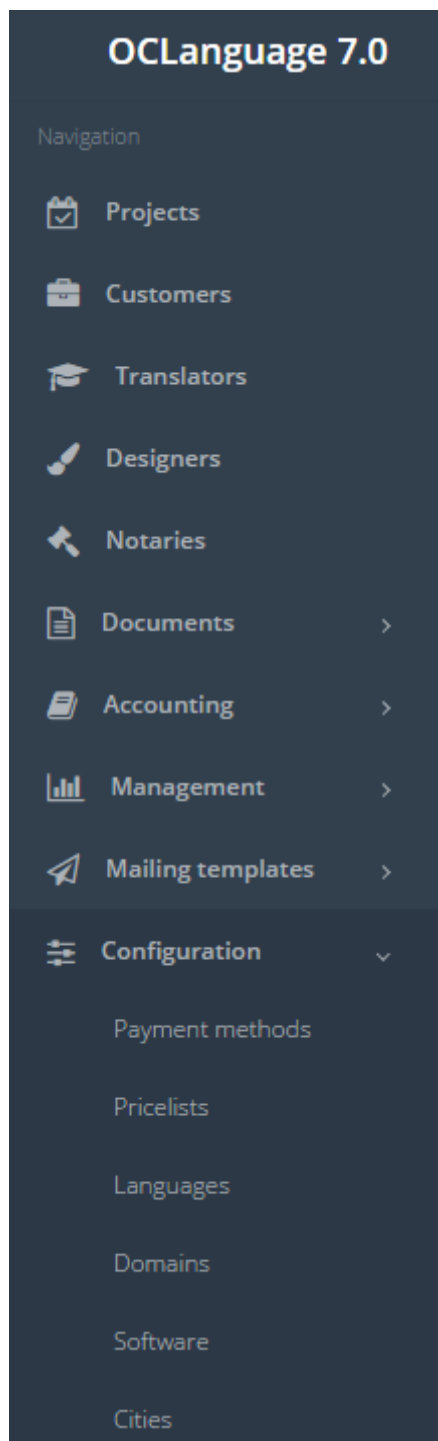 OCLanguage 7.0
Navigation
Projects
Customers
Translators
Designers
Notaries
Documents
Accounting
Management
Mailing templates
Configuration
Payment methods
Pricelists
Languages
Domains
Software
Cities